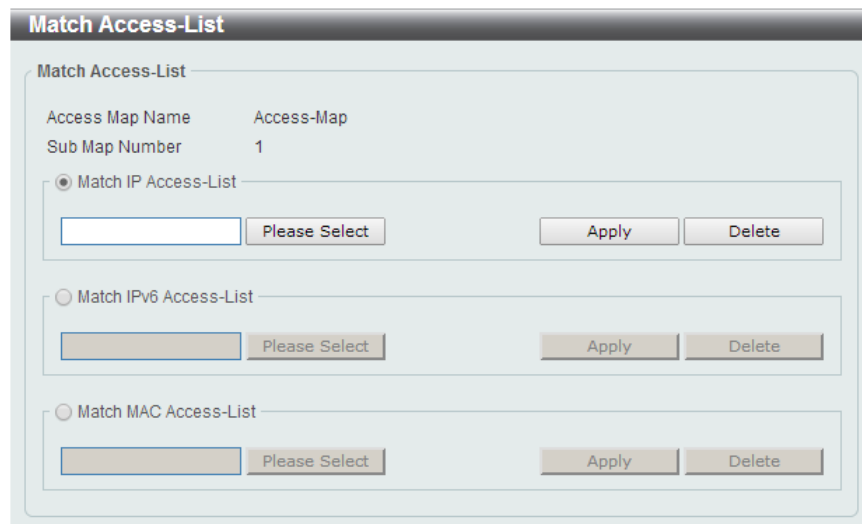 Match Access-List
Match Access-List
Access Map Name Access-Map
Sub Map Number 1
Match IP Access-List
Please Select Apply Delete
Match IPv6 Access-List
Please Select Apply Delete
Match MAC Access-List
Please Select Apply Delete